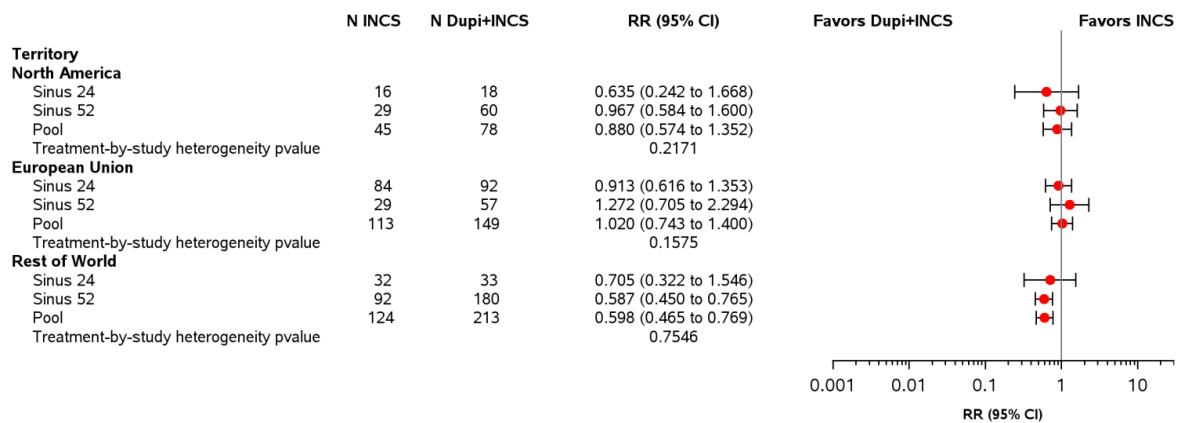 N INCS N Dupi+INCS RR (95% CI) Favors Dupi+INCS Favors INCS
Territory
North America
Sinus 24 16 18 0.635 (0.242 to 1.668)
Sinus 52 29 60 0.967 (0.584 to 1.600)
Pool 45 78 0.880 (0.574 to 1.352)
Treatment-by-study heterogeneity pvalue 0.2171
European Union
Sinus 24 84 92 0.913 (0.616 to 1.353)
Sinus 52 29 57 1.272 (0.705 to 2.294)
Pool 113 149 1.020 (0.743 to 1.400)
Treatment-by-study heterogeneity pvalue 0.1575
Rest of World
Sinus 24 32 33 0.705 (0.322 to 1.546)
Sinus 52 92 180 0.587 (0.450 to 0.765)
Pool 124 213 0.598 (0.465 to 0.769)
Treatment-by-study heterogeneity pvalue 0.7546
0.001 0.01 0.1 1 10
RR (95% CI)